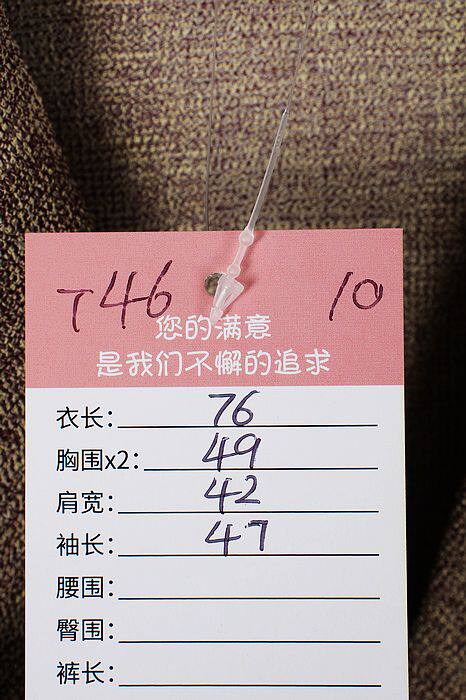 T46 10
您的满意
是我们不懈的追求
衣长: 76
胸围x2: 49
肩宽: 42
袖长: 47
腰围:
臀围:
裤长: